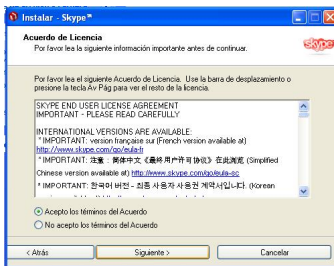 Instalar - Skype™
Acuerdo de Licencia
Por favor lea la siguiente información importante antes de continuar.
skype
Por favor lea el siguiente Acuerdo de Licencia. Use la barra de desplazamiento o
presione la tecla Av Pág para ver el resto de la licencia.
SKYPE END USER LICENSE AGREEMENT
IMPORTANT - PLEASE READ CAREFULLY
INTERNATIONAL VERSIONS ARE AVAILABLE:
* IMPORTANT: version française sur (French version available at)
http://www.skype.com/go/eula-fr
* IMPORTANT: 注意：简体中文《最终用户许可协议》在此浏览 (Simplified
Chinese version available at) http://www.skype.com/go/eula-sc
* IMPORTANT: 한국어 버전 - 최종 사용자 사용권 계약서입니다. (Korean
Acepto los términos del Acuerdo
No acepto los términos del Acuerdo
< Atrás
Siguiente >
Cancelar